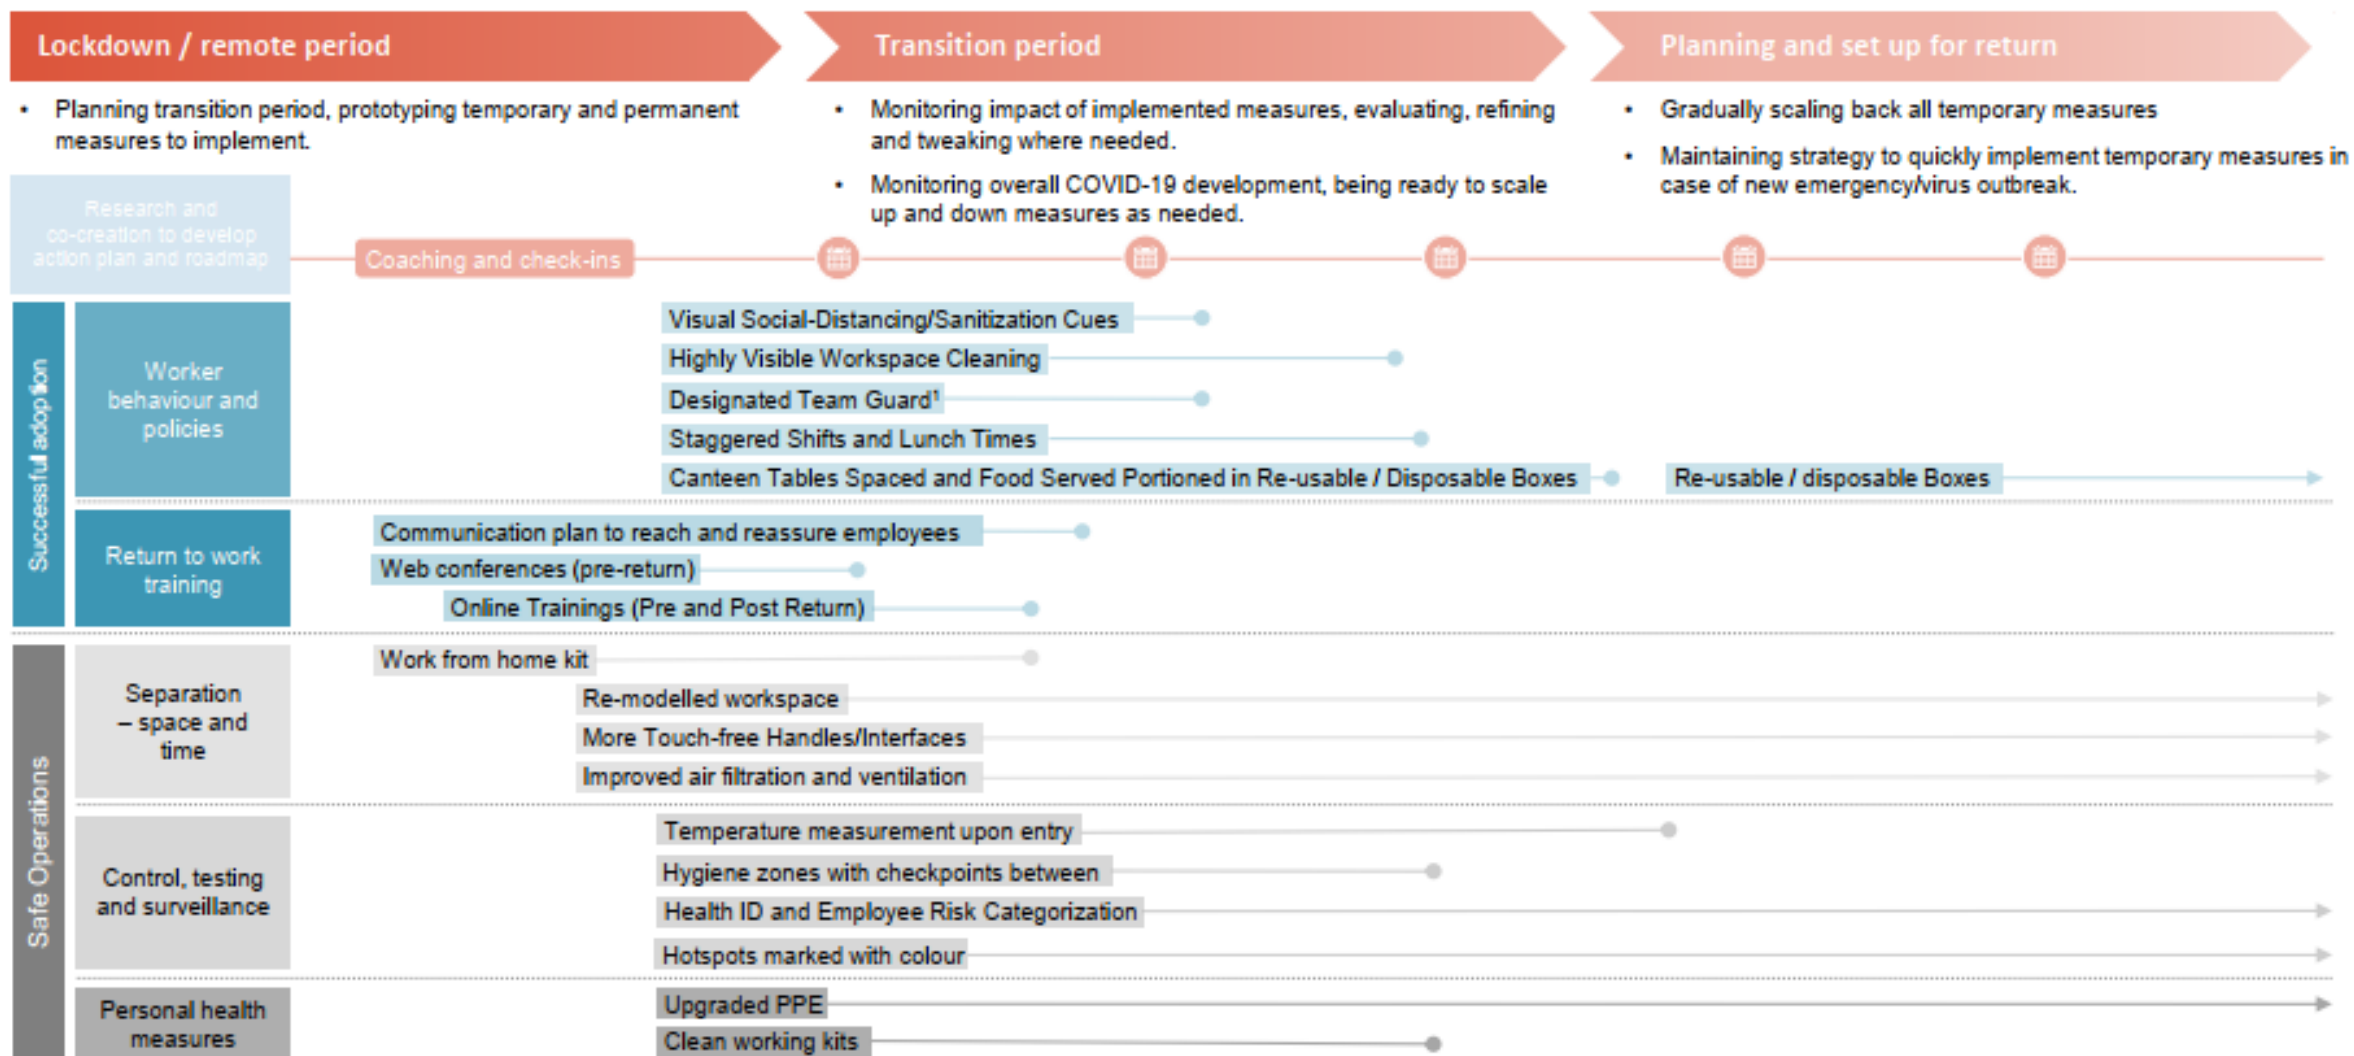 Lockdown / remote period
Transition period
Planning and set up for return
• Planning transition period, prototyping temporary and permanent
measures to implement.
• Monitoring impact of implemented measures, evaluating, refining
and tweaking where needed.
• Monitoring overall COVID-19 development, being ready to scale
up and down measures as needed.
• Gradually scaling back all temporary measures
• Maintaining strategy to quickly implement temporary measures in
case of new emergency/virus outbreak.
Research and
co-creation to develop
action plan and roadmap
Coaching and check-ins
Successful adoption
Worker
behaviour and
policies
Visual Social-Distancing/Sanitization Cues
Highly Visible Workspace Cleaning
Designated Team Guard¹
Staggered Shifts and Lunch Times
Canteen Tables Spaced and Food Served Portioned in Re-usable / Disposable Boxes
Re-usable / disposable Boxes
Return to work
training
Communication plan to reach and reassure employees
Web conferences (pre-return)
Online Trainings (Pre and Post Return)
Safe Operations
Separation
– space and
time
Work from home kit
Re-modelled workspace
More Touch-free Handles/Interfaces
Improved air filtration and ventilation
Control, testing
and surveillance
Temperature measurement upon entry
Hygiene zones with checkpoints between
Health ID and Employee Risk Categorization
Hotspots marked with colour
Personal health
measures
Upgraded PPE
Clean working kits